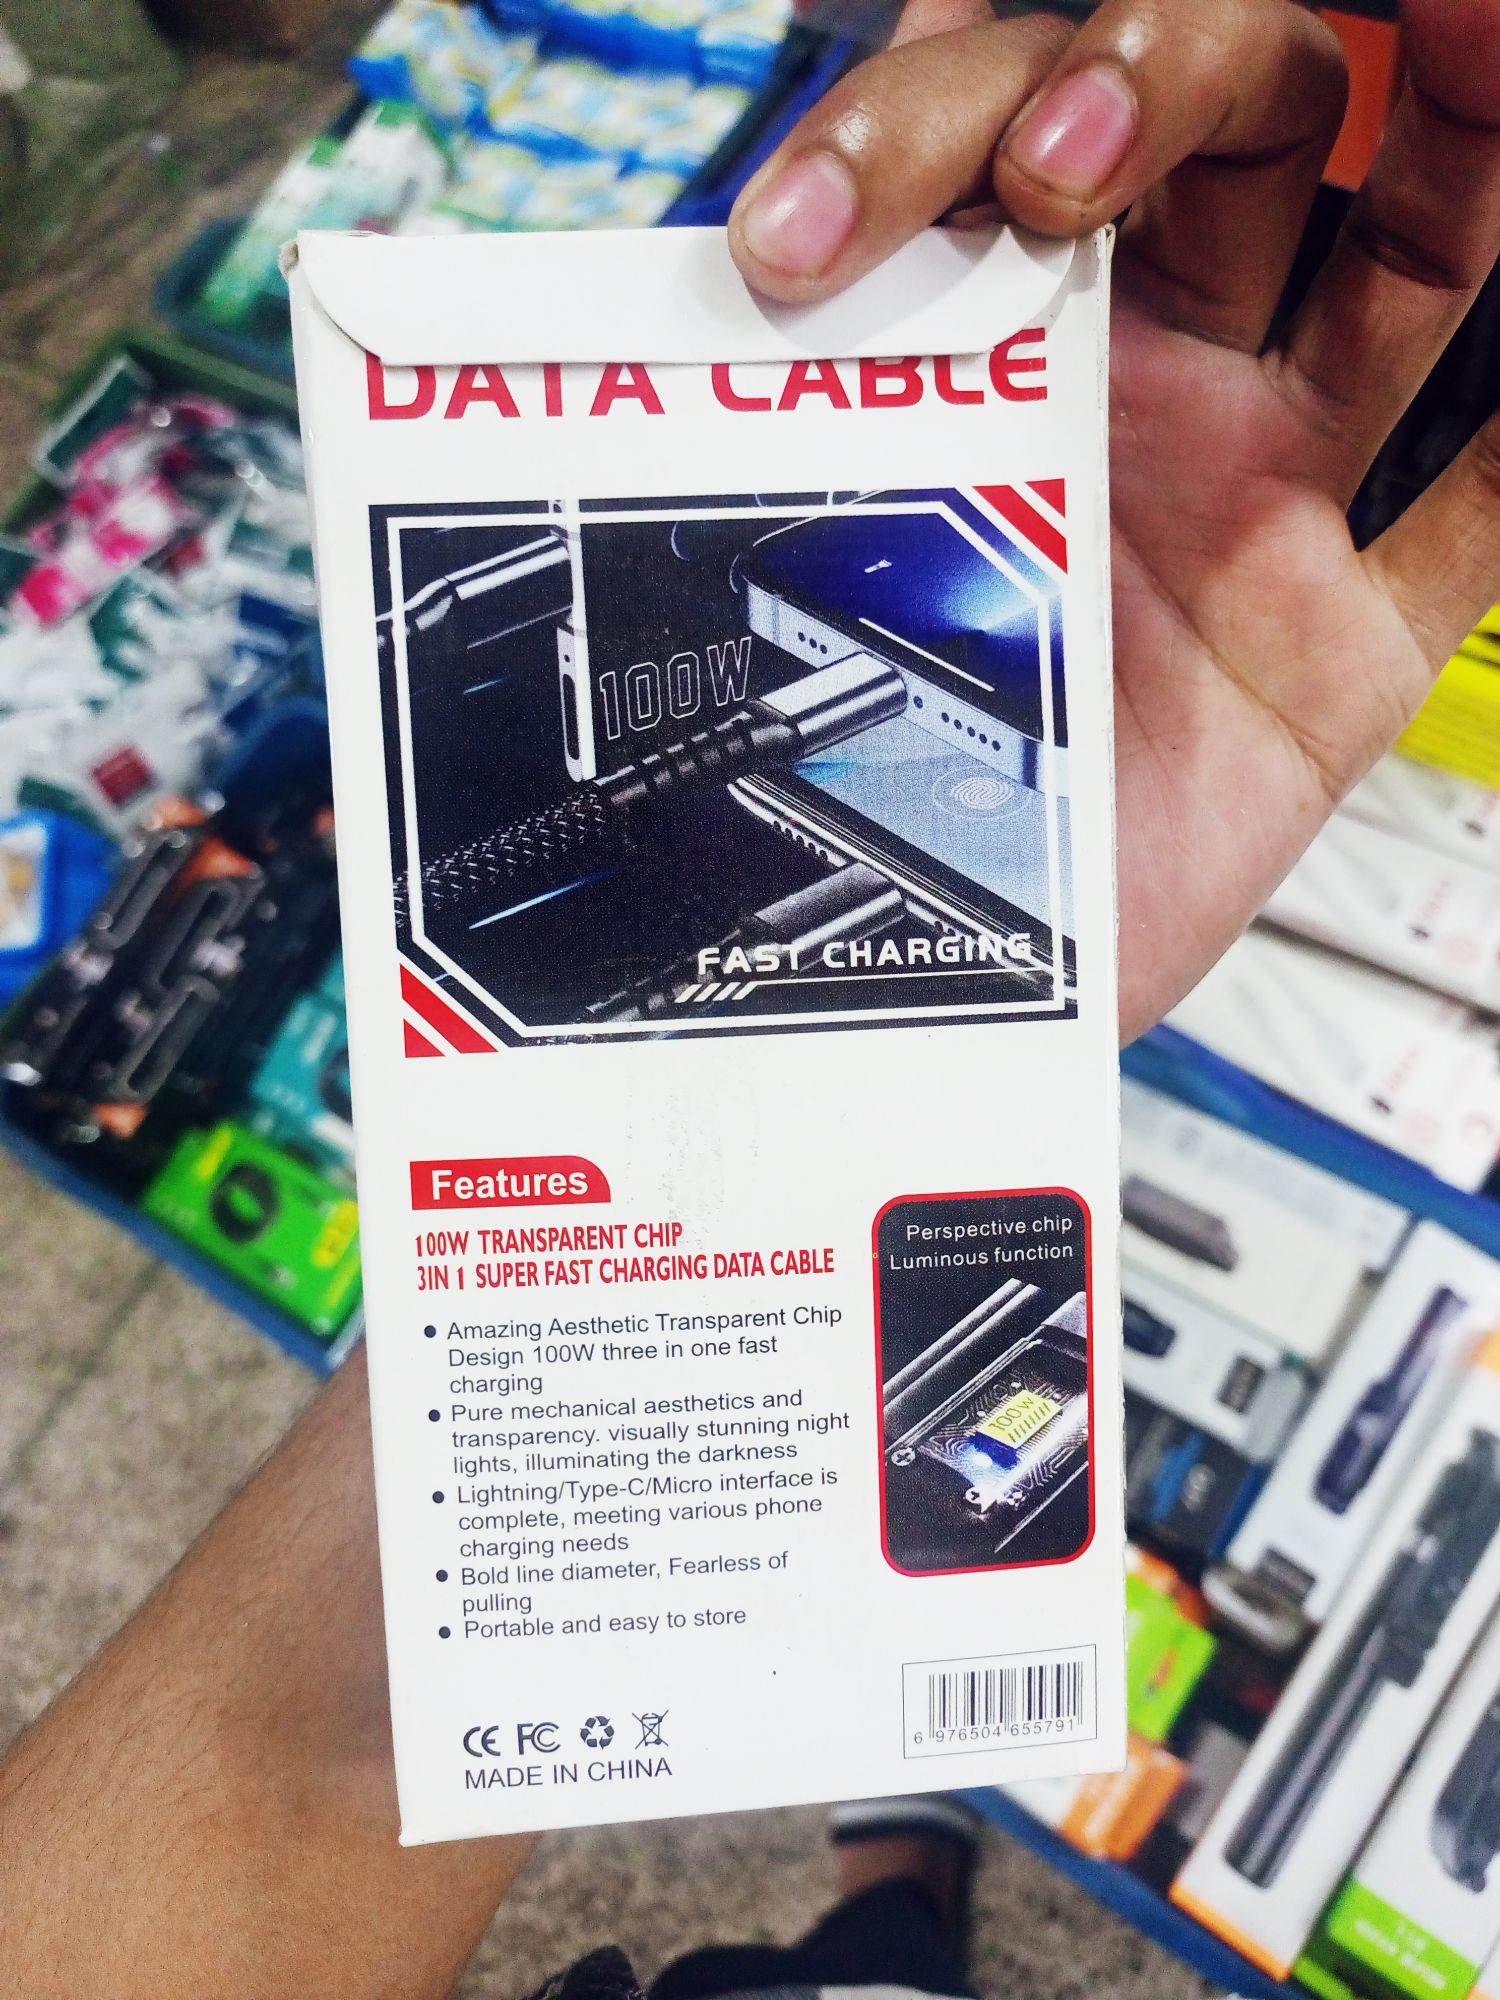 DATA CABLE
100W
FAST CHARGING
Features
100W TRANSPARENT CHIP
3IN 1 SUPER FAST CHARGING DATA CABLE
● Amazing Aesthetic Transparent Chip
Design 100W three in one fast
charging
● Pure mechanical aesthetics and
transparency. visually stunning night
lights, illuminating the darkness
● Lightning/Type-C/Micro interface is
complete, meeting various phone
charging needs
● Bold line diameter, Fearless of
pulling
● Portable and easy to store
Perspective chip
Luminous function
100W
CE FC
MADE IN CHINA
6 976504 655791